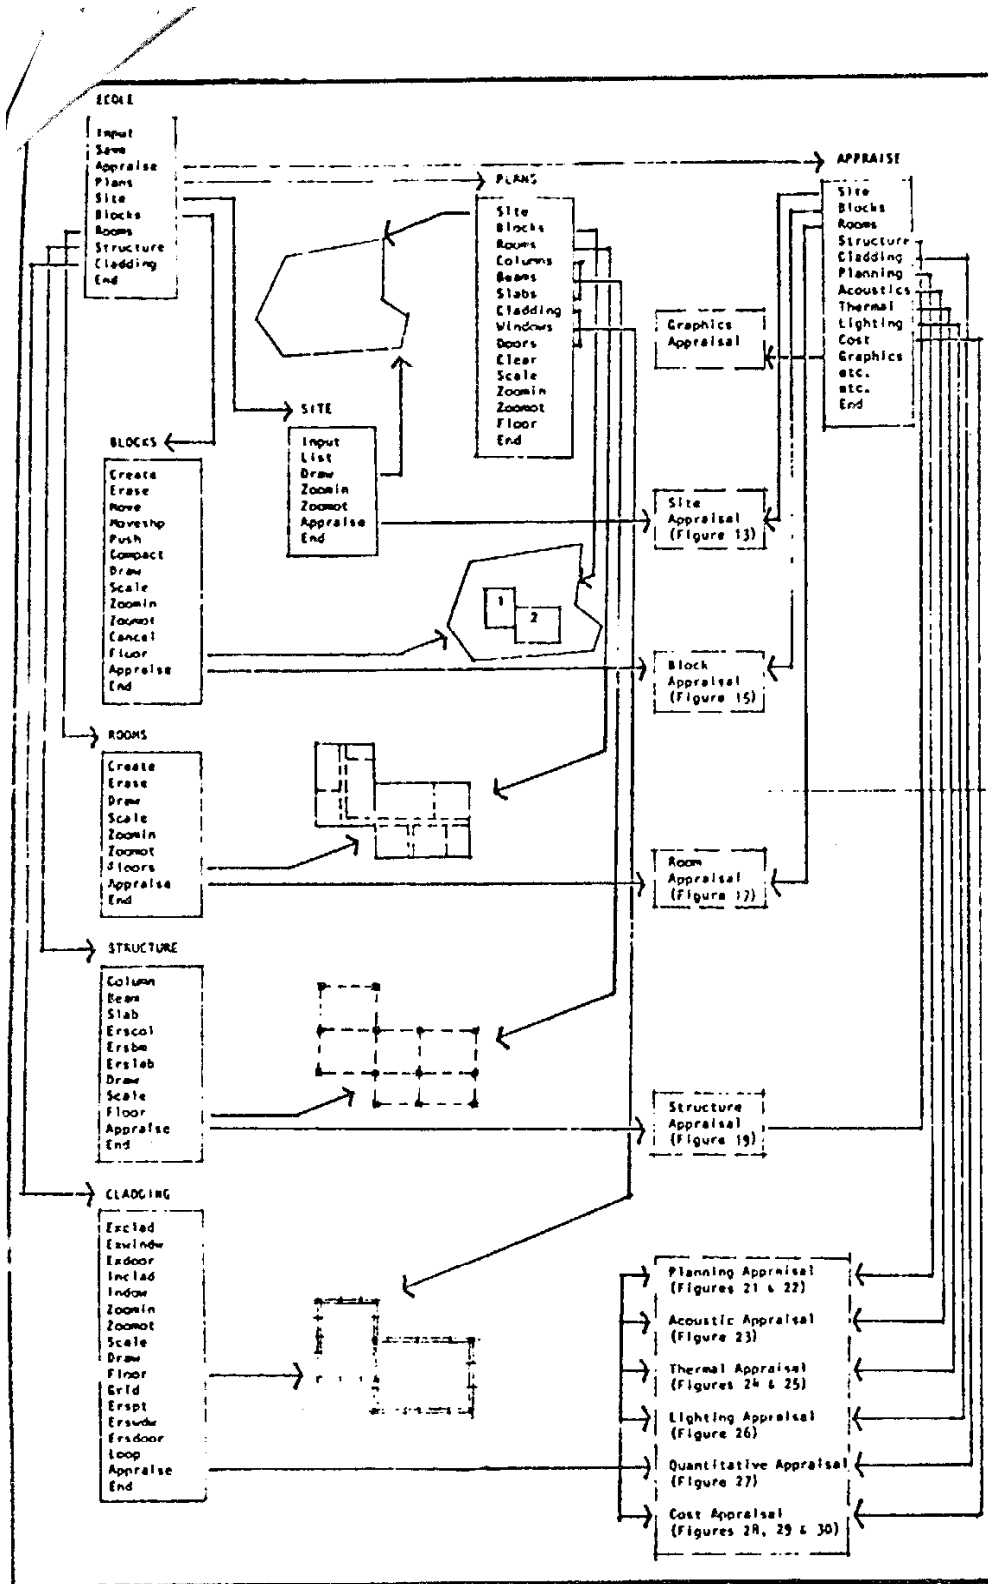 ECOLE
Input
Save
Appraise
Plans
Site
Blocks
Rooms
Structure
Cladding
End
PLANS
Site
Blocks
Rooms
Columns
Beams
Slabs
Cladding
Windows
Doors
Clear
Scale
Zoomin
Zoomot
Floor
End
APPRAISE
Site
Blocks
Rooms
Structure
Cladding
Planning
Acoustics
Thermal
Lighting
Cost
Graphics
etc.
etc.
End
Graphics
Appraisal
SITE
Input
List
Draw
Zoomin
Zoomot
Appraise
End
Site
Appraisal
(Figure 13)
BLOCKS
Create
Erase
Move
Moveshp
Push
Compact
Draw
Scale
Zoomin
Zoomot
Cancel
Floor
Appraise
End
1
2
Block
Appraisal
(Figure 15)
ROOMS
Create
Erase
Draw
Scale
Zoomin
Zoomot
Floors
Appraise
End
Room
Appraisal
(Figure 17)
STRUCTURE
Column
Beam
Slab
Erscol
Ersbm
Erslab
Draw
Scale
Floor
Appraise
End
Structure
Appraisal
(Figure 19)
CLADGING
Exclad
Exwindw
Exdoor
Inclad
Indow
Zoomin
Zoomot
Scale
Draw
Floor
Grid
Erspt
Erswdw
Ersdoor
Loop
Appraise
End
Planning Appraisal
(Figures 21 & 22)
Acoustic Appraisal
(Figure 23)
Thermal Appraisal
(Figures 24 & 25)
Lighting Appraisal
(Figure 26)
Quantitative Appraisal
(Figure 27)
Cost Appraisal
(Figures 28, 29 & 30)